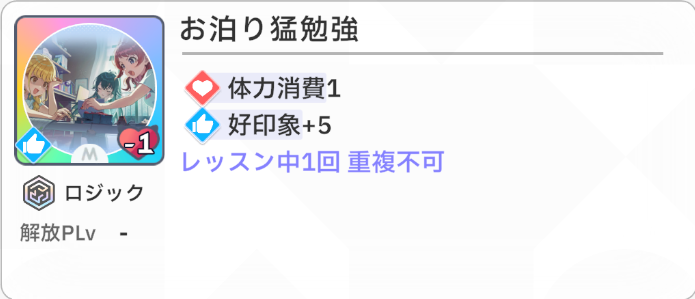 お泊り猛勉強
体力消費1
好印象+5
レッスン中1回 重複不可
-1
M
ロジック
解放PLv -